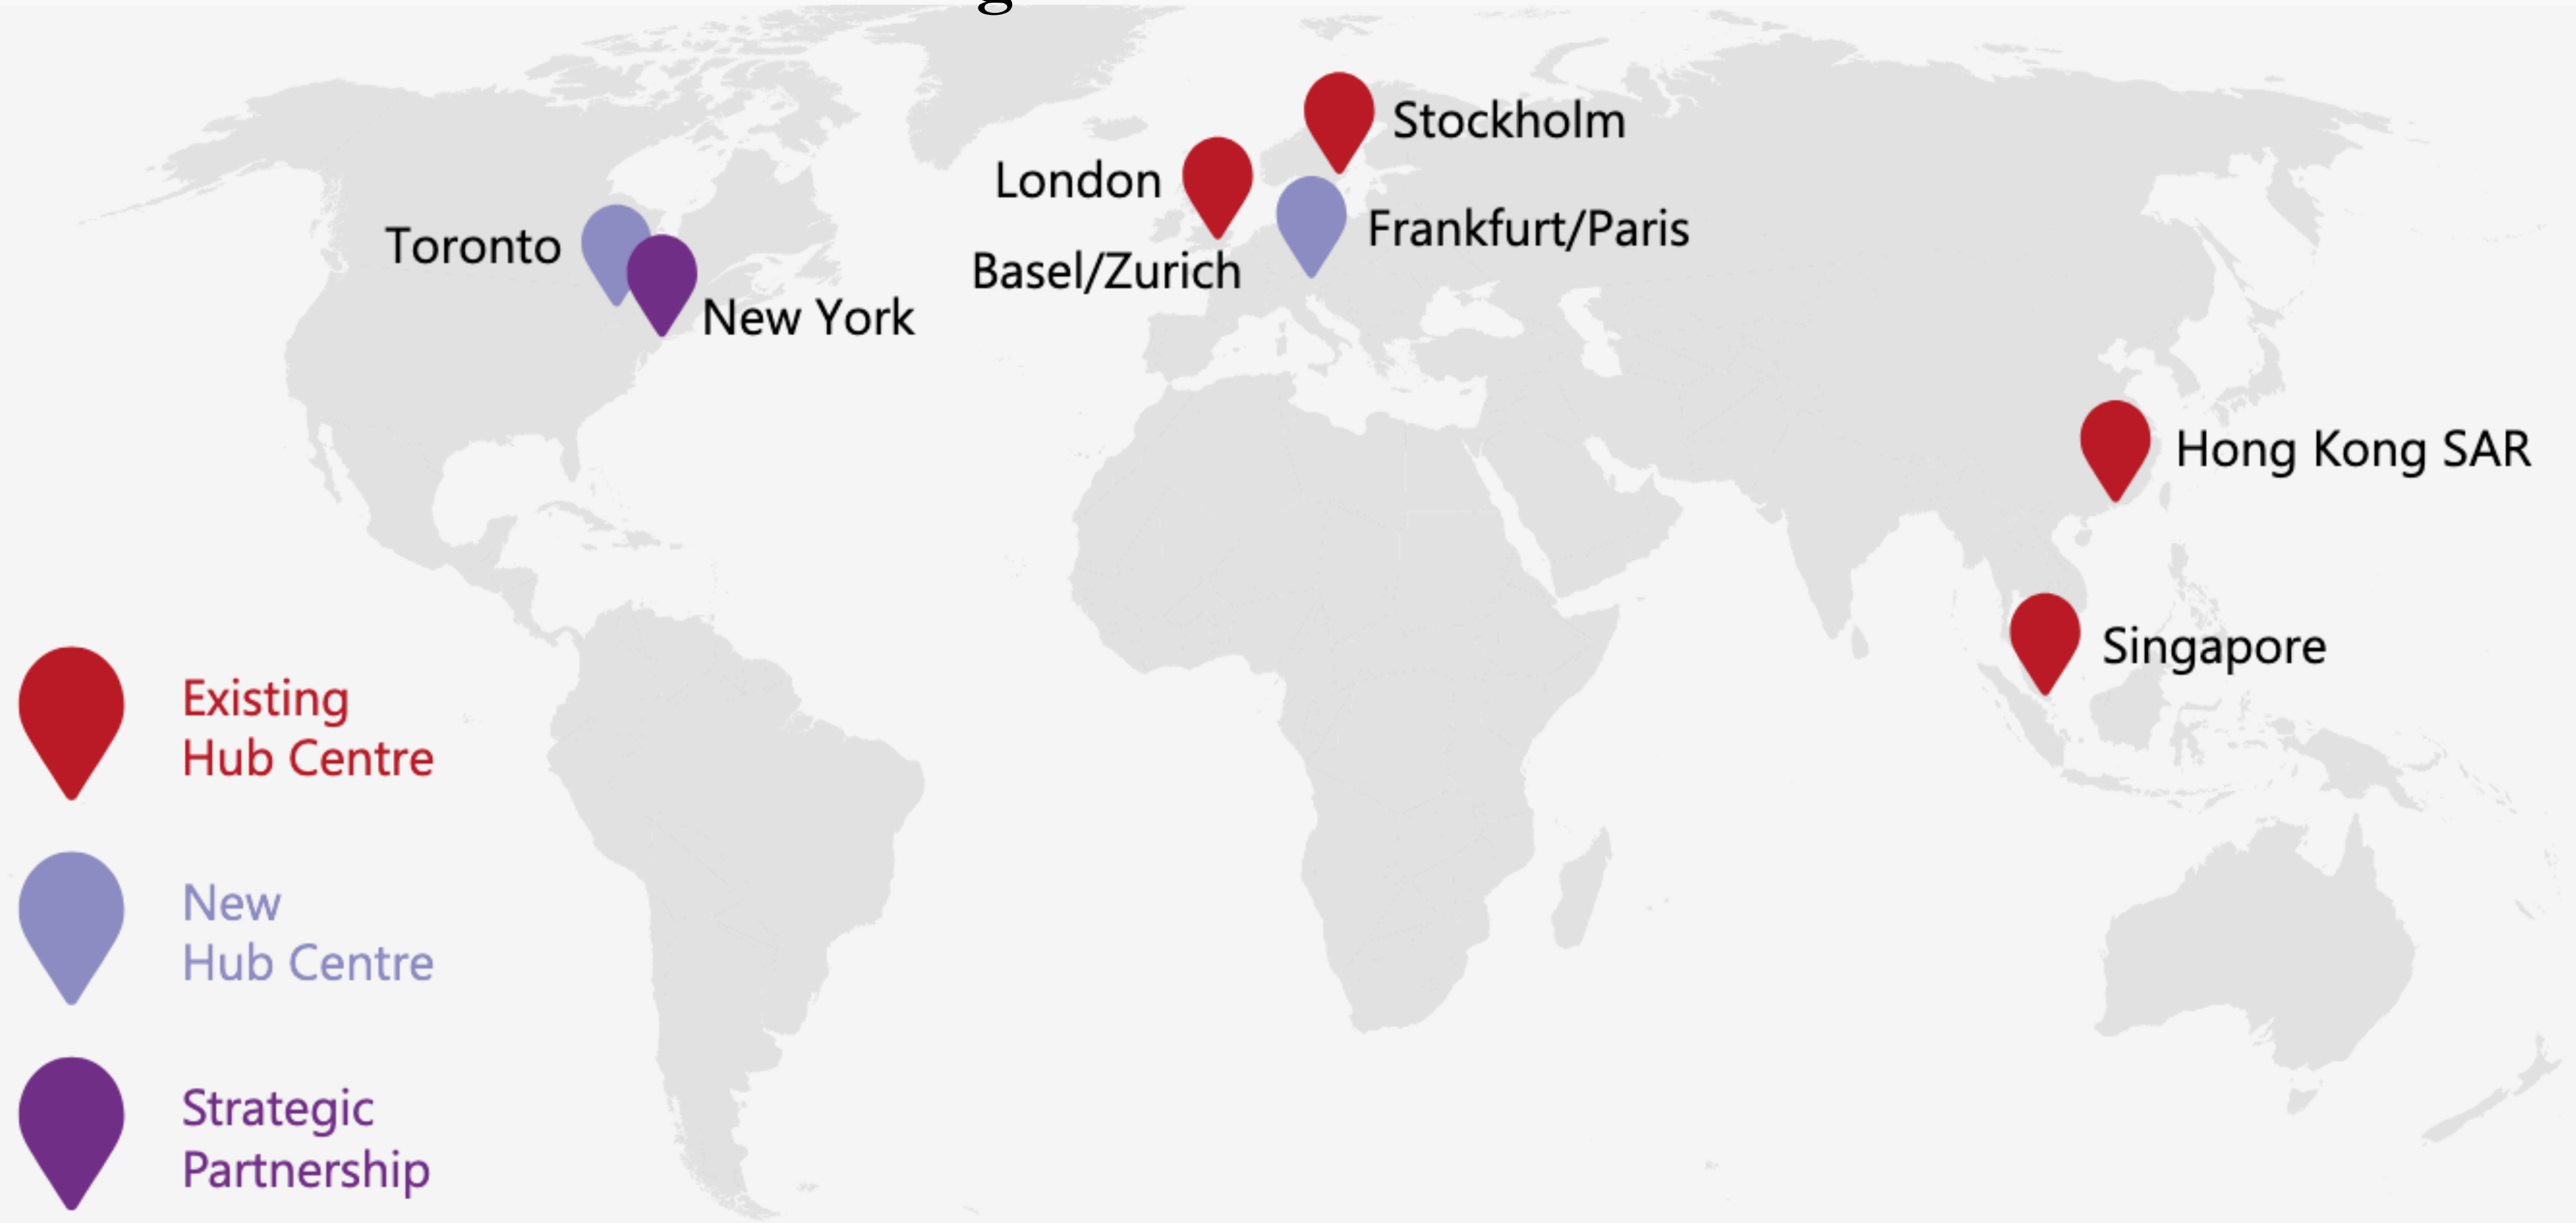 g
Stockholm
London
Toronto
Frankfurt/Paris
Basel/Zurich
New York
Hong Kong SAR
Singapore
Existing
Hub Centre
New
Hub Centre
Strategic
Partnership